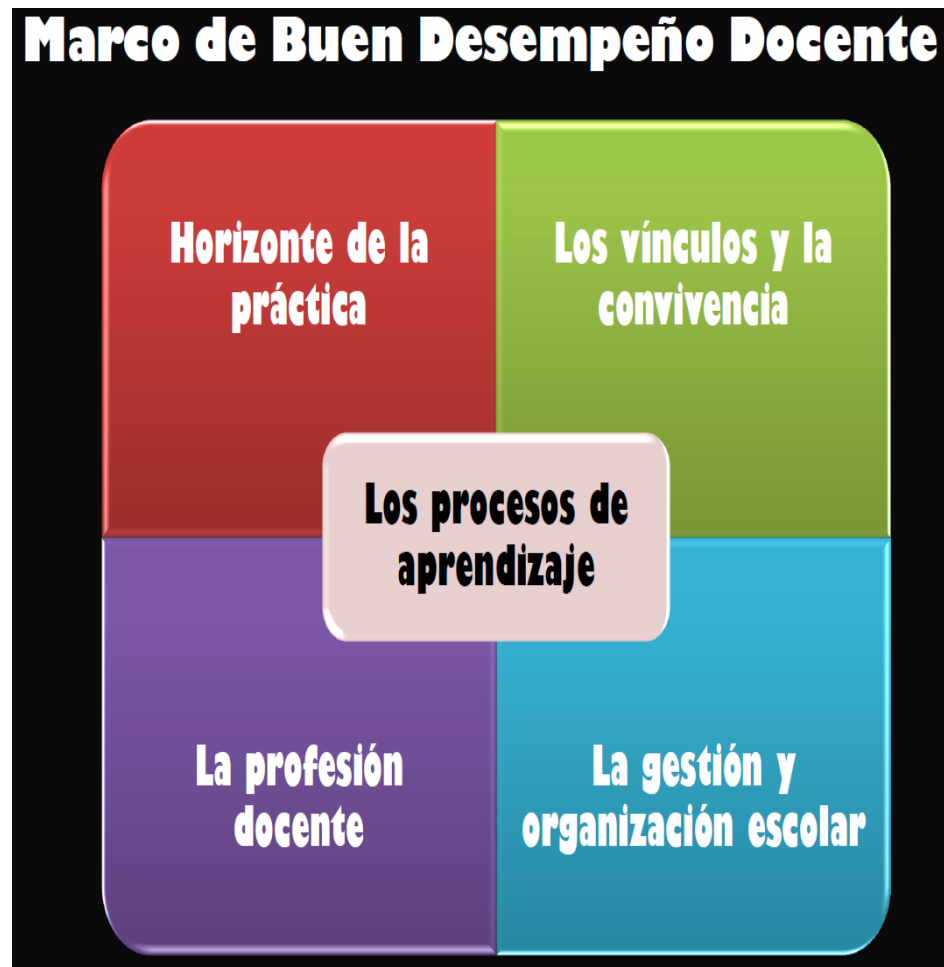 Marco de Buen Desempeño Docente
Horizonte de la
práctica
Los vínculos y la
convivencia
Los procesos de
aprendizaje
La profesión
docente
La gestión y
organización escolar